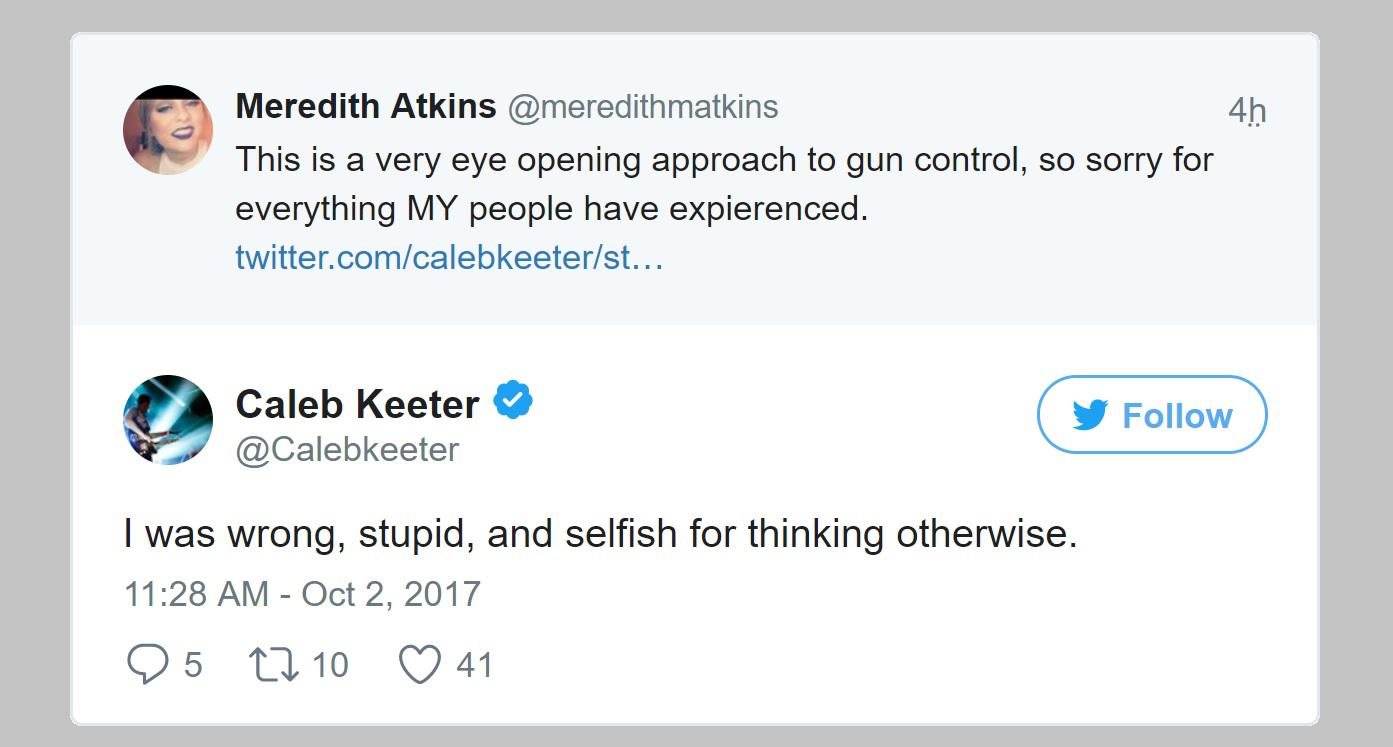 Meredith Atkins @meredithmatkins 4h
This is a very eye opening approach to gun control, so sorry for
everything MY people have expierenced.
twitter.com/calebkeeter/st…
Caleb Keeter
@Calebkeeter
Follow
I was wrong, stupid, and selfish for thinking otherwise.
11:28 AM - Oct 2, 2017
5 10 41